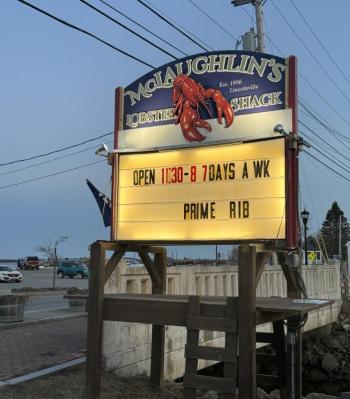 McLAUGHLIN'S
Est. 1956
Lincolnville
LOBSTER SHACK
OPEN 11:30-8 7DAYS A WK
PRIME RIB